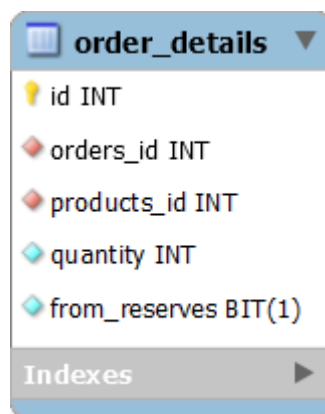 order_details
id INT
orders_id INT
products_id INT
quantity INT
from_reserves BIT(1)
Indexes